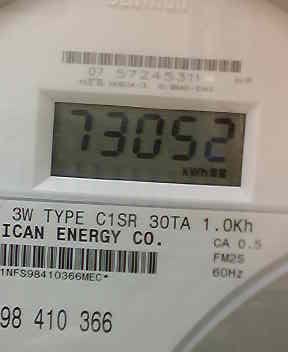 07 57245311
73052
kWh
3W TYPE C1SR 30TA 1.0Kh
ICAN ENERGY CO.
CA 0.5
FM2S
60Hz
1NFS98410366MEC*
98 410 366